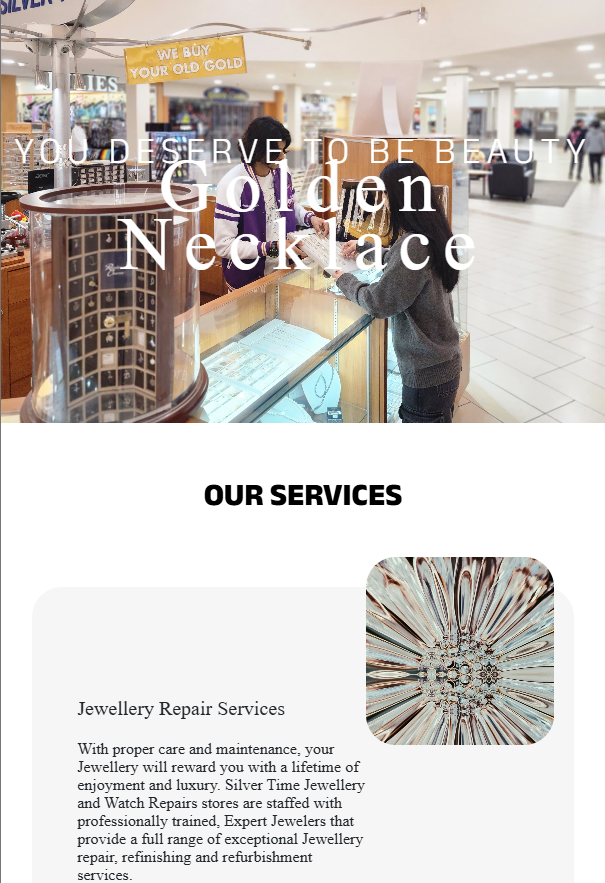 SILVER
WE BUY
YOUR OLD GOLD
YOU DESERVE TO BE BEAUTY
Golden
Necklace
OUR SERVICES
Jewellery Repair Services
With proper care and maintenance, your
Jewellery will reward you with a lifetime of
enjoyment and luxury. Silver Time Jewellery
and Watch Repairs stores are staffed with
professionally trained, Expert Jewelers that
provide a full range of exceptional Jewellery
repair, refinishing and refurbishment
services.